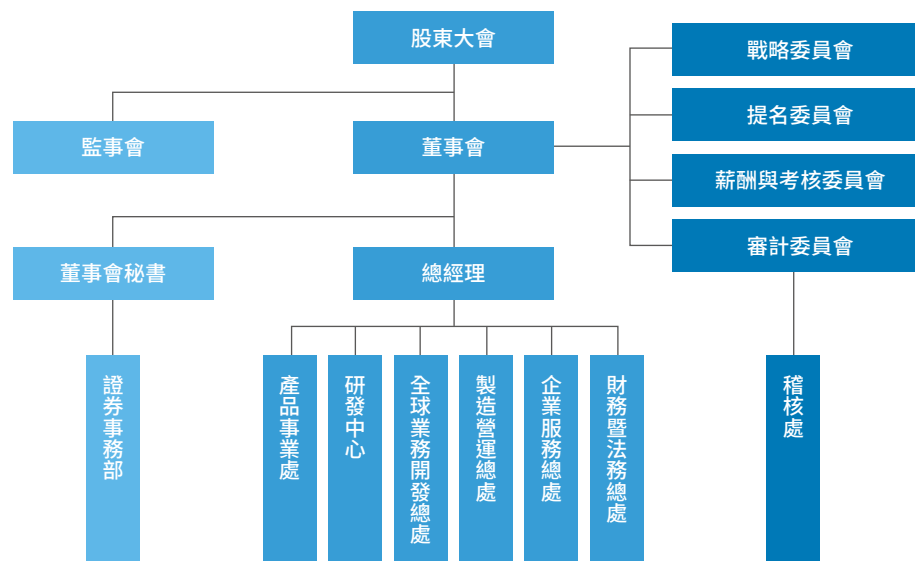 股東大會
戰略委員會
提名委員會
監事會
董事會
薪酬與考核委員會
審計委員會
董事會秘書
總經理
證券事務部
產品事業處
研發中心
全球業務開發總處
製造營運總處
企業服務總處
財務暨法務總處
稽核處